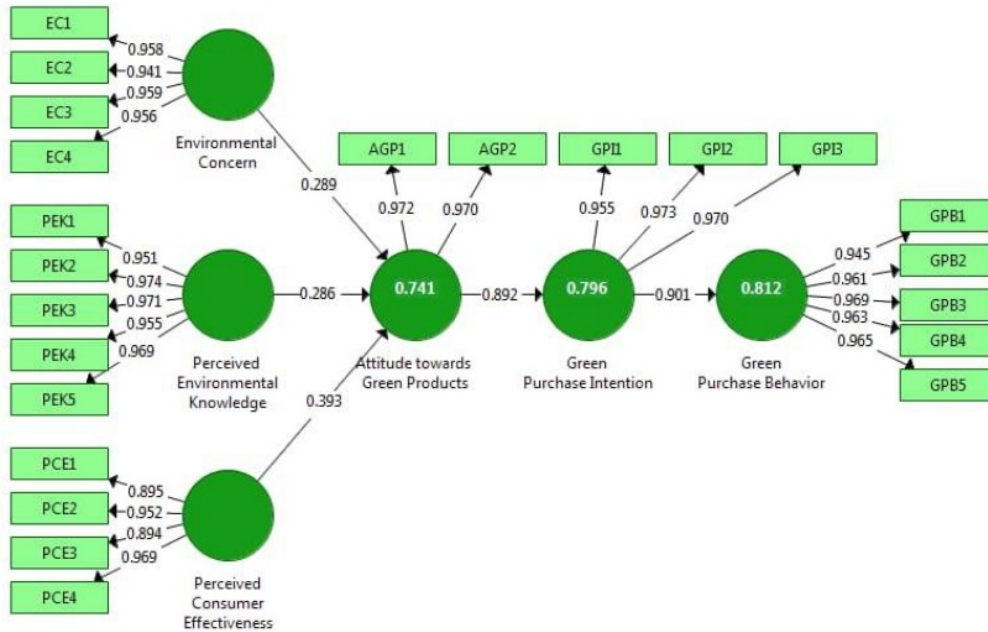 EC1
EC2
EC3
EC4
0.958
0.941
0.959
0.956
Environmental
Concern
0.289
PEK1
PEK2
PEK3
PEK4
PEK5
0.951
0.974
0.971
0.955
0.969
Perceived
Environmental
Knowledge
0.286
PCE1
PCE2
PCE3
PCE4
0.895
0.952
0.894
0.969
Perceived
Consumer
Effectiveness
0.393
AGP1
AGP2
0.972
0.970
0.741
Attitude towards
Green Products
0.892
GPI1
GPI2
GPI3
0.955
0.973
0.970
0.796
Green
Purchase Intention
0.901
0.812
Green
Purchase Behavior
0.945
0.961
0.969
0.963
0.965
GPB1
GPB2
GPB3
GPB4
GPB5